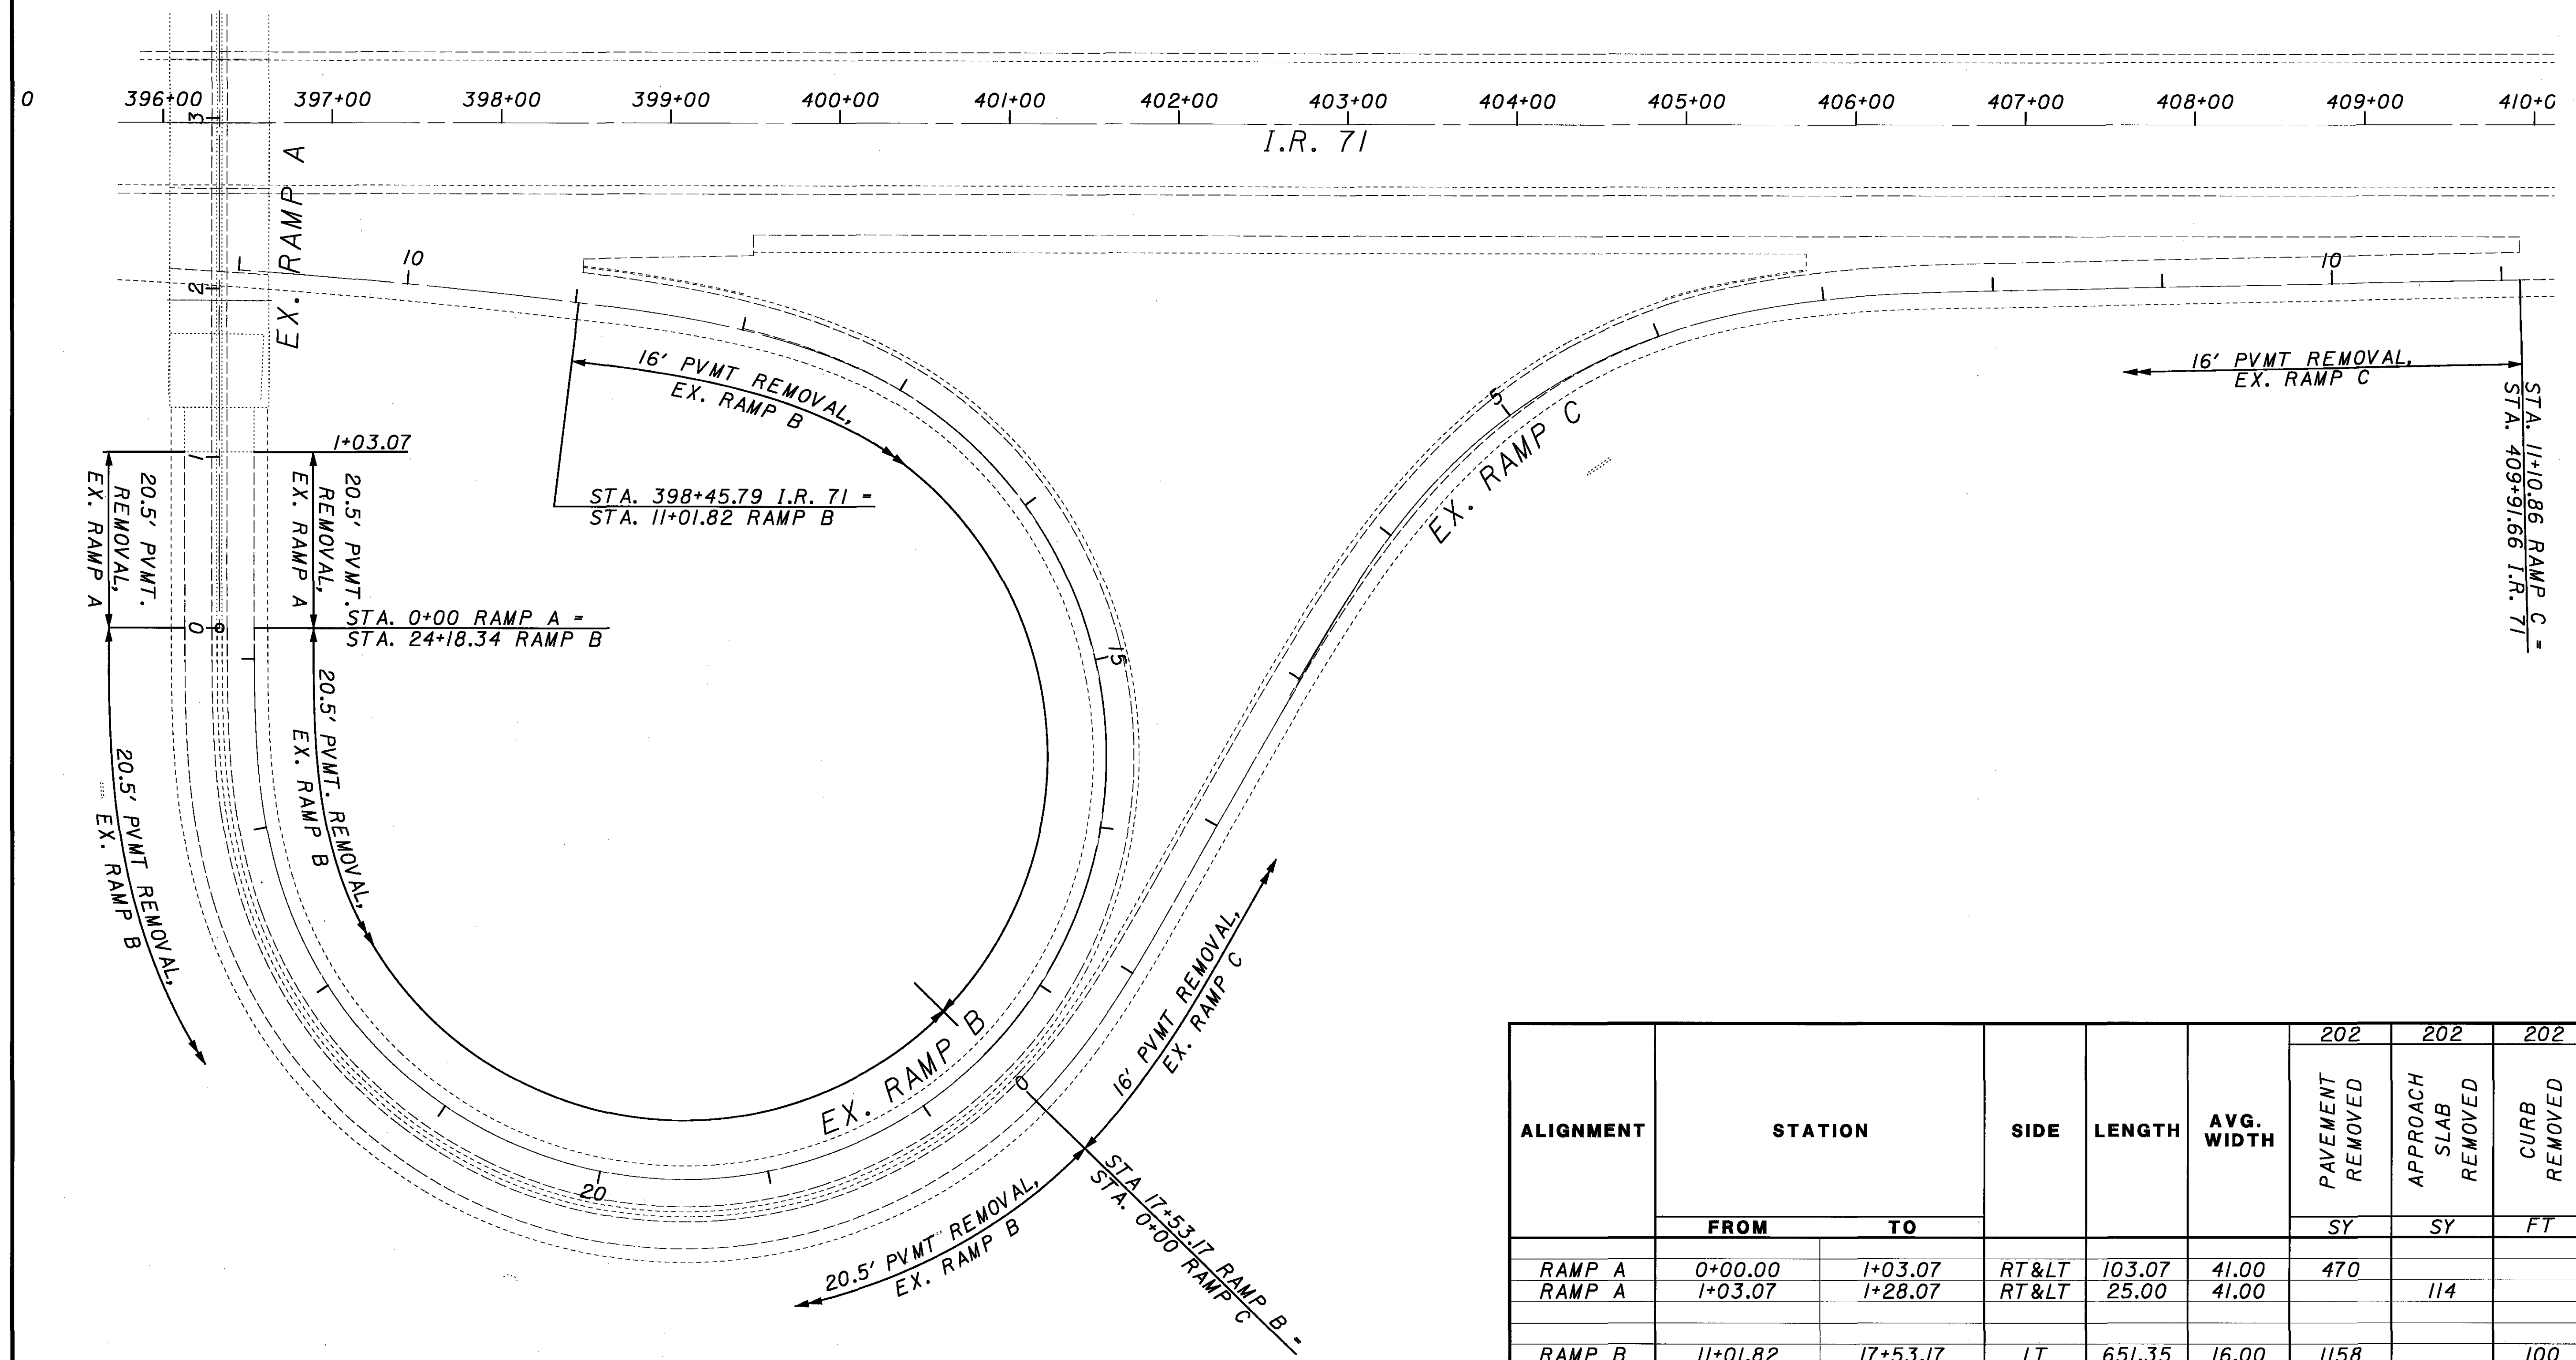 0 396+00 397+00 398+00 399+00 400+00 401+00 402+00 403+00 404+00 405+00 406+00 407+00 408+00 409+00 410+0
I.R. 71
3
2
1
0
EX. RAMP A
10
10
16' PVMT REMOVAL,
EX. RAMP B
16' PVMT REMOVAL,
EX. RAMP C
STA. 11+10.86 RAMP C =
STA. 409+91.66 I.R. 71
5
EX. RAMP C
1+03.07
20.5' PVMT.
REMOVAL,
EX. RAMP A
20.5' PVMT.
REMOVAL,
EX. RAMP A
STA. 398+45.79 I.R. 71 =
STA. 11+01.82 RAMP B
STA. 0+00 RAMP A =
STA. 24+18.34 RAMP B
15
20.5' PVMT. REMOVAL,
EX. RAMP B
20.5' PVMT REMOVAL,
EX. RAMP B
16' PVMT REMOVAL,
EX. RAMP C
EX. RAMP B
0
20
20.5' PVMT REMOVAL,
EX. RAMP B
STA 17+53.17 RAMP B =
STA. 0+00 RAMP C
202 202 202
ALIGNMENT STATION SIDE LENGTH
AVG.
WIDTH
PAVEMENT
REMOVED
APPROACH
SLAB
REMOVED
CURB
REMOVED
FROM TO SY SY FT
RAMP A 0+00.00 1+03.07 RT&LT 103.07 41.00 470
RAMP A 1+03.07 1+28.07 RT&LT 25.00 41.00 114
RAMP B 11+01.82 17+53.17 LT 651.35 16.00 1158 100